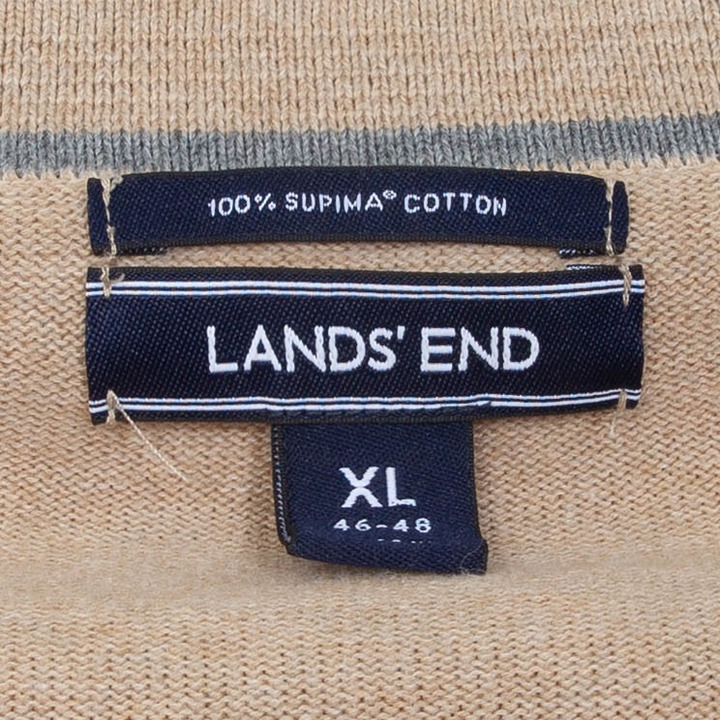 100% SUPIMA® COTTON
LANDS' END
XL
46-48